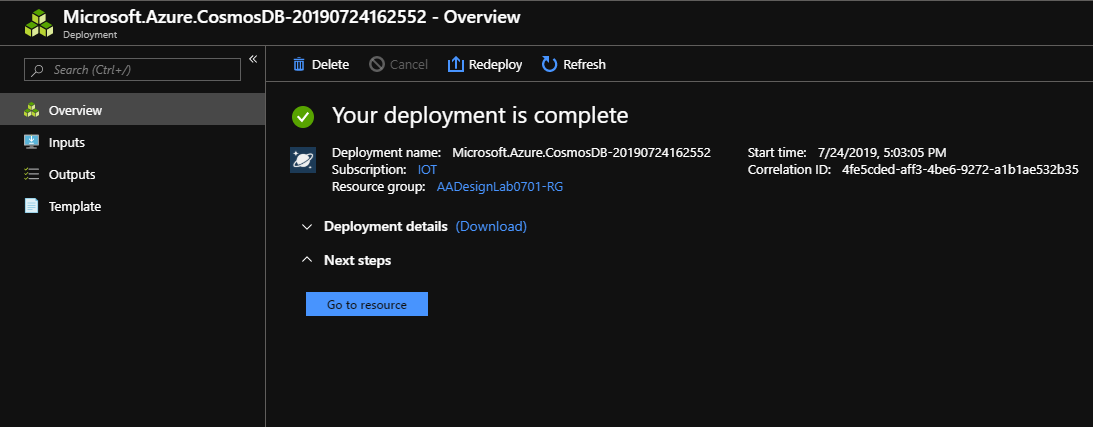 Microsoft.Azure.CosmosDB-20190724162552 - Overview
Deployment
Search (Ctrl+/)
«
Overview
Inputs
Outputs
Template
Delete
Cancel
Redeploy
Refresh
Your deployment is complete
Deployment name: Microsoft.Azure.CosmosDB-20190724162552
Subscription: IOT
Resource group: AADesignLab0701-RG
Start time: 7/24/2019, 5:03:05 PM
Correlation ID: 4fe5cded-aff3-4be6-9272-a1b1ae532b35
Deployment details (Download)
Next steps
Go to resource